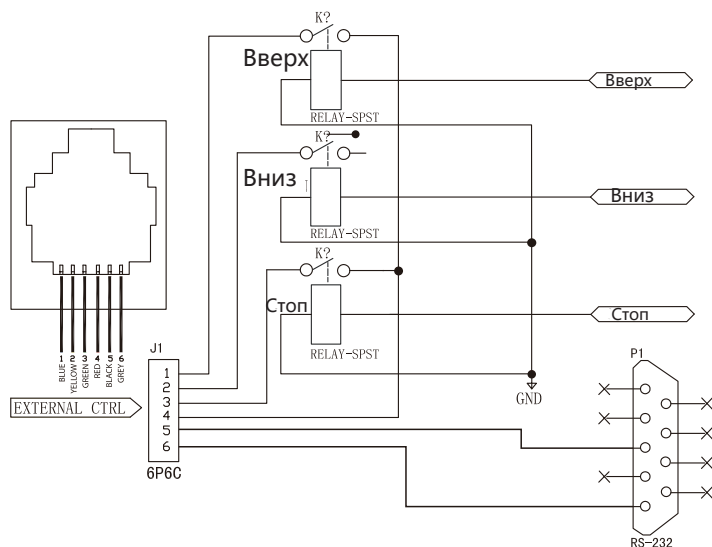 K?
Вверх
RELAY-SPST
Вверх
K?
Вниз
RELAY-SPST
Вниз
K?
Стоп
RELAY-SPST
Стоп
GND
1 2 3 4 5 6
BLUE
YELLOW
GREEN
RED
BLACK
GREY
EXTERNAL CTRL
J1
1
2
3
4
5
6
6P6C
P1
RS-232